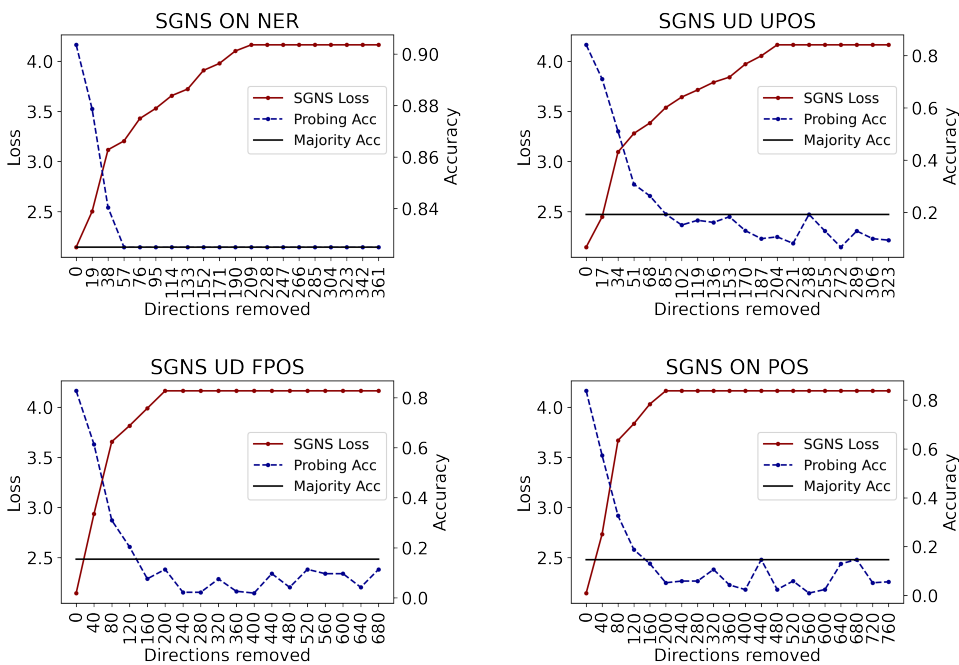 SGNS ON NER
4.0
3.5
3.0
2.5
Loss
0.90
0.88
0.86
0.84
Accuracy
SGNS Loss
Probing Acc
Majority Acc
0 19 38 57 76 95 114 133 152 171 190 209 228 247 266 285 304 323 342 361
Directions removed
SGNS UD UPOS
4.0
3.5
3.0
2.5
Loss
0.8
0.6
0.4
0.2
Accuracy
SGNS Loss
Probing Acc
Majority Acc
0 17 34 51 68 85 102 119 136 153 170 187 204 221 238 255 272 289 306 323
Directions removed
SGNS UD FPOS
4.0
3.5
3.0
2.5
Loss
0.8
0.6
0.4
0.2
0.0
Accuracy
SGNS Loss
Probing Acc
Majority Acc
0 40 80 120 160 200 240 280 320 360 400 440 480 520 560 600 640 680
Directions removed
SGNS ON POS
4.0
3.5
3.0
2.5
Loss
0.8
0.6
0.4
0.2
0.0
Accuracy
SGNS Loss
Probing Acc
Majority Acc
0 40 80 120 160 200 240 280 320 360 400 440 480 520 560 600 640 680 720 760
Directions removed